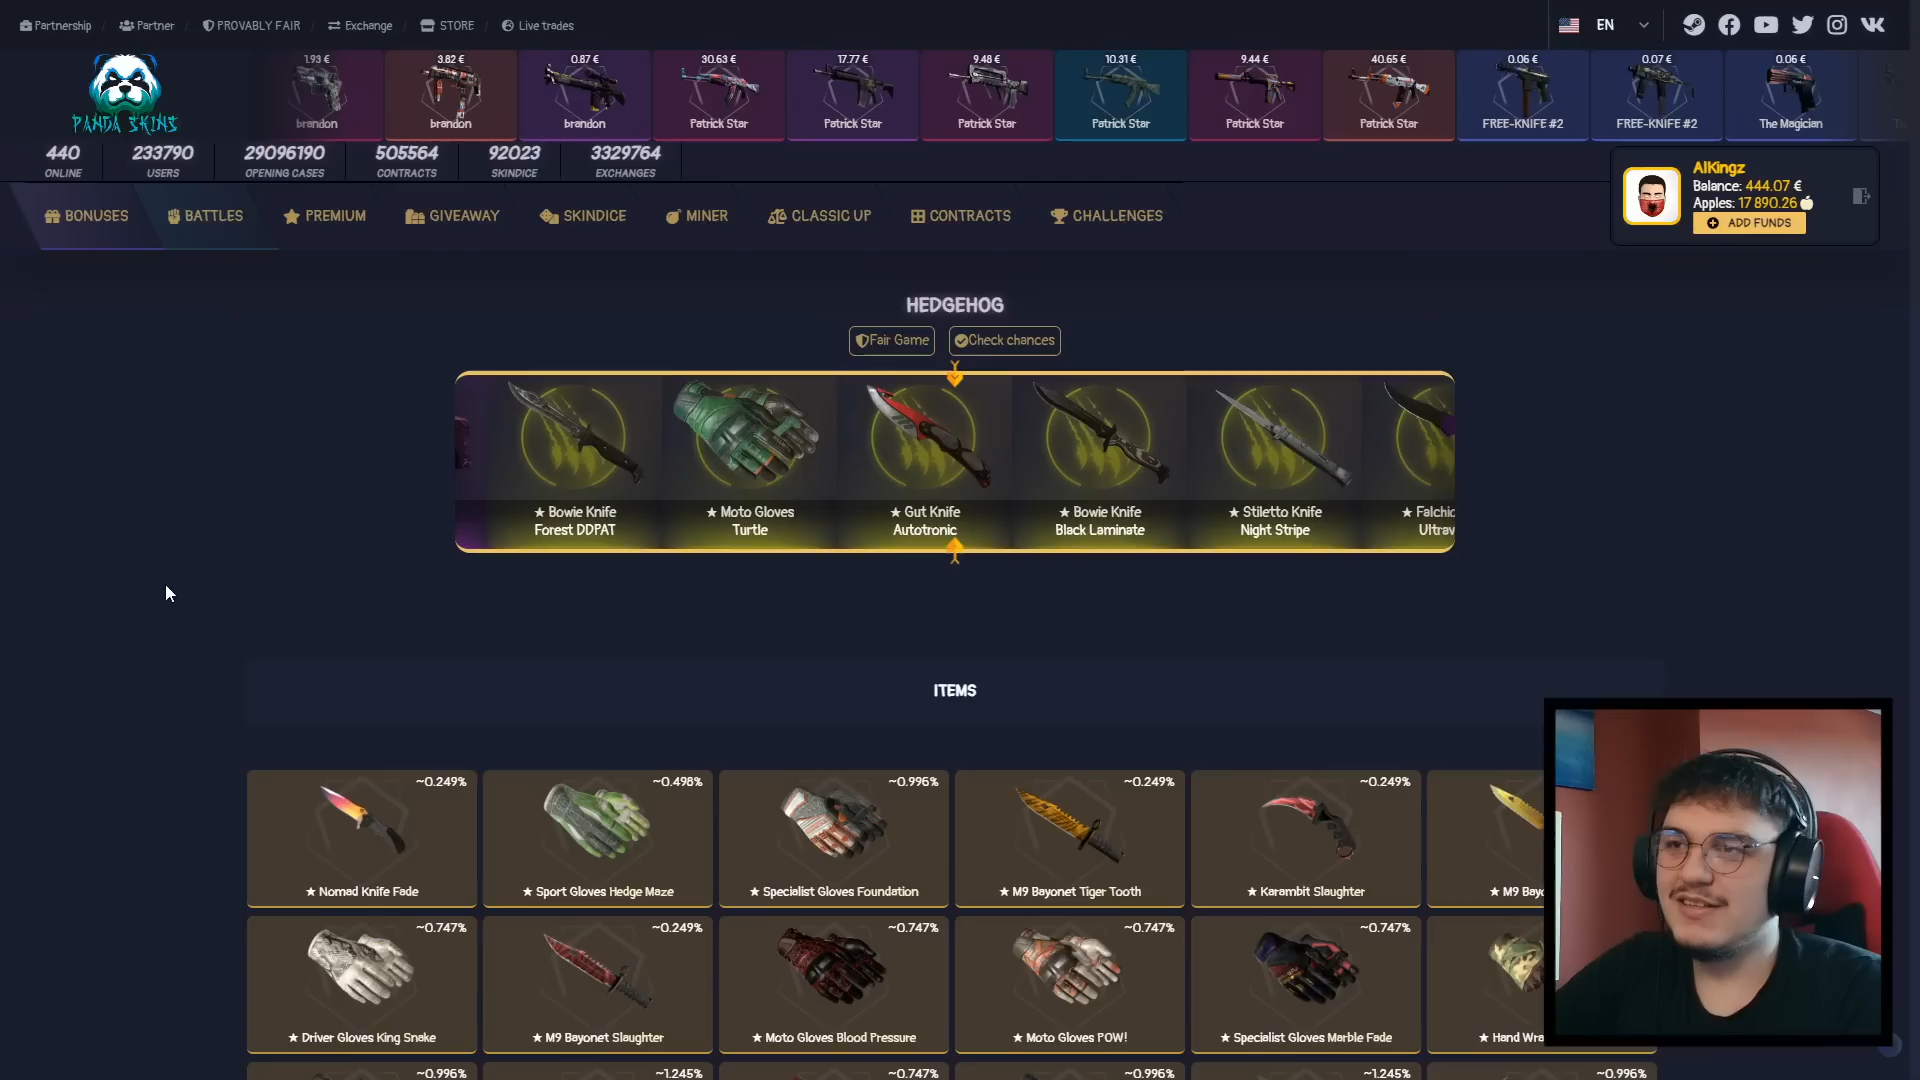 Partnership / Partner / PROVABLY FAIR / Exchange / STORE / Live trades
EN
1.93 € 3.82 € 0.87 € 30.63 € 17.77 € 9.48 € 10.31 € 9.44 € 40.65 € 0.06 € 0.07 € 0.06 €
brandon brandon brandon Patrick Star Patrick Star Patrick Star Patrick Star Patrick Star Patrick Star FREE-KNIFE #2 FREE-KNIFE #2 The Magician
PANDA SKINS
440 233790 29096190 505564 92023 3329764
ONLINE USERS OPENING CASES CONTRACTS SKINDICE EXCHANGES
AlKingz
Balance: 444.07 €
Apples: 17 890.26
ADD FUNDS
BONUSES BATTLES PREMIUM GIVEAWAY SKINDICE MINER CLASSIC UP CONTRACTS CHALLENGES
HEDGEHOG
Fair Game Check chances
★ Bowie Knife ★ Moto Gloves ★ Gut Knife ★ Bowie Knife ★ Stiletto Knife ★ Falchic
Forest DDPAT Turtle Autotronic Black Laminate Night Stripe Ultrav
ITEMS
~0.249% ~0.498% ~0.996% ~0.249% ~0.249%
★ Nomad Knife Fade ★ Sport Gloves Hedge Maze ★ Specialist Gloves Foundation ★ M9 Bayonet Tiger Tooth ★ Karambit Slaughter ★ M9 Bayo
~0.747% ~0.249% ~0.747% ~0.747% ~0.747%
★ Driver Gloves King Snake ★ M9 Bayonet Slaughter ★ Moto Gloves Blood Pressure ★ Moto Gloves POW! ★ Specialist Gloves Marble Fade ★ Hand Wra
~0.996% ~1.245% ~0.747% ~0.996% ~1.245% ~0.996%